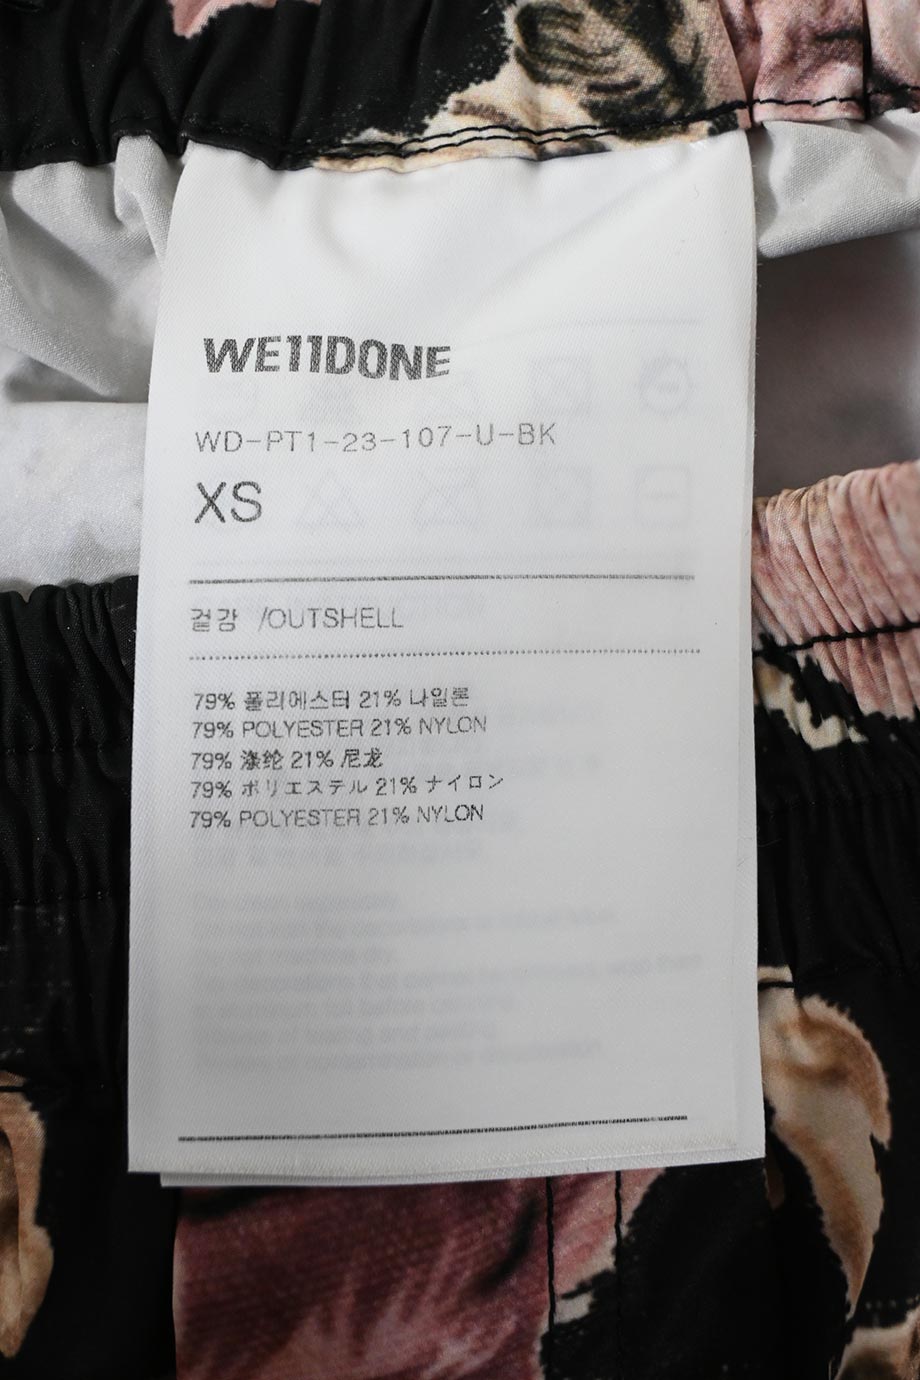 WE11DONE
WD-PT1-23-107-U-BK
XS
겉감 /OUTSHELL
79% 폴리에스터 21% 나일론
79% POLYESTER 21% NYLON
79% 涤纶 21% 尼龙
79% ポリエステル 21% ナイロン
79% POLYESTER 21% NYLON